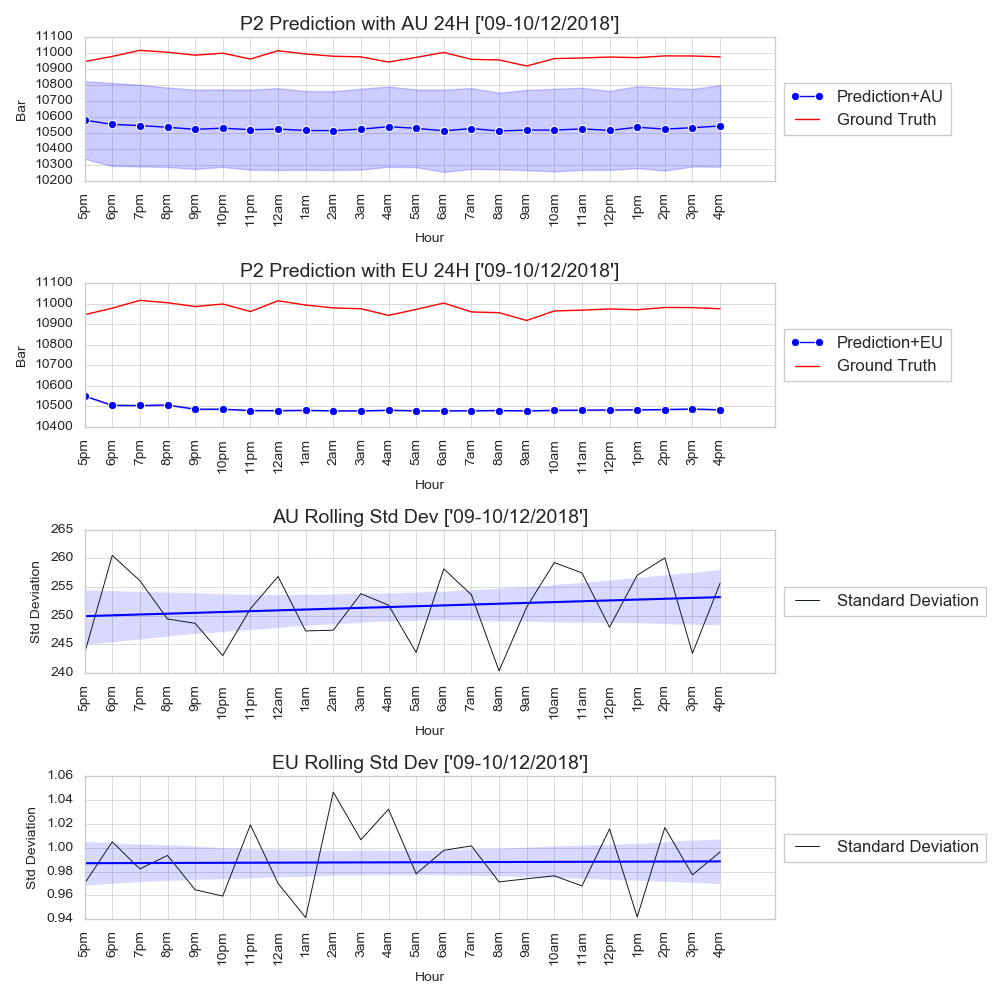 P2 Prediction with AU 24H ['09-10/12/2018']
11100
11000
10900
10800
10700
10600
10500
10400
10300
10200
Bar
5pm 6pm 7pm 8pm 9pm 10pm 11pm 12am 1am 2am 3am 4am 5am 6am 7am 8am 9am 10am 11am 12pm 1pm 2pm 3pm 4pm
Hour
Prediction+AU
Ground Truth
P2 Prediction with EU 24H ['09-10/12/2018']
11100
11000
10900
10800
10700
10600
10500
10400
Bar
5pm 6pm 7pm 8pm 9pm 10pm 11pm 12am 1am 2am 3am 4am 5am 6am 7am 8am 9am 10am 11am 12pm 1pm 2pm 3pm 4pm
Hour
Prediction+EU
Ground Truth
AU Rolling Std Dev ['09-10/12/2018']
265
260
255
250
245
240
Std Deviation
5pm 6pm 7pm 8pm 9pm 10pm 11pm 12am 1am 2am 3am 4am 5am 6am 7am 8am 9am 10am 11am 12pm 1pm 2pm 3pm 4pm
Hour
Standard Deviation
EU Rolling Std Dev ['09-10/12/2018']
1.06
1.04
1.02
1.00
0.98
0.96
0.94
Std Deviation
5pm 6pm 7pm 8pm 9pm 10pm 11pm 12am 1am 2am 3am 4am 5am 6am 7am 8am 9am 10am 11am 12pm 1pm 2pm 3pm 4pm
Hour
Standard Deviation